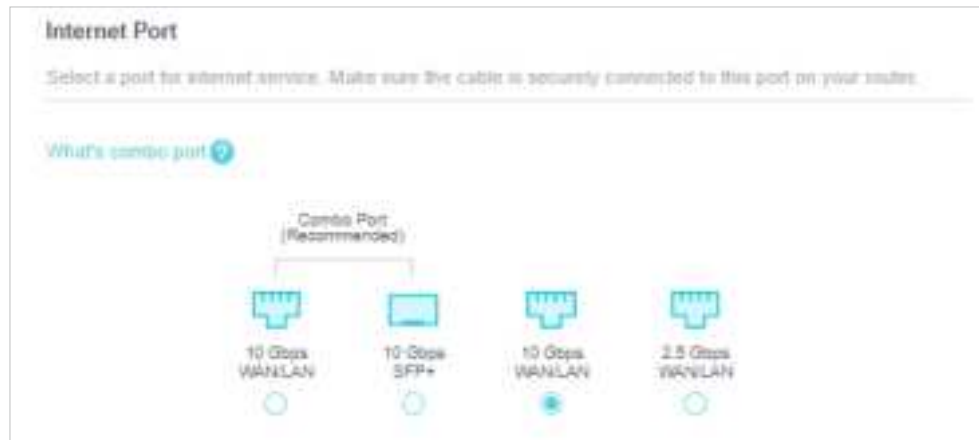 Internet Port
Select a port for internet service. Make sure the cable is securely connected to this port on your router.
What's combo port ?
Combo Port
(Recommended)
10 Gbps
WAN/LAN
10 Gbps
SFP+
10 Gbps
WAN/LAN
2.5 Gbps
WAN/LAN